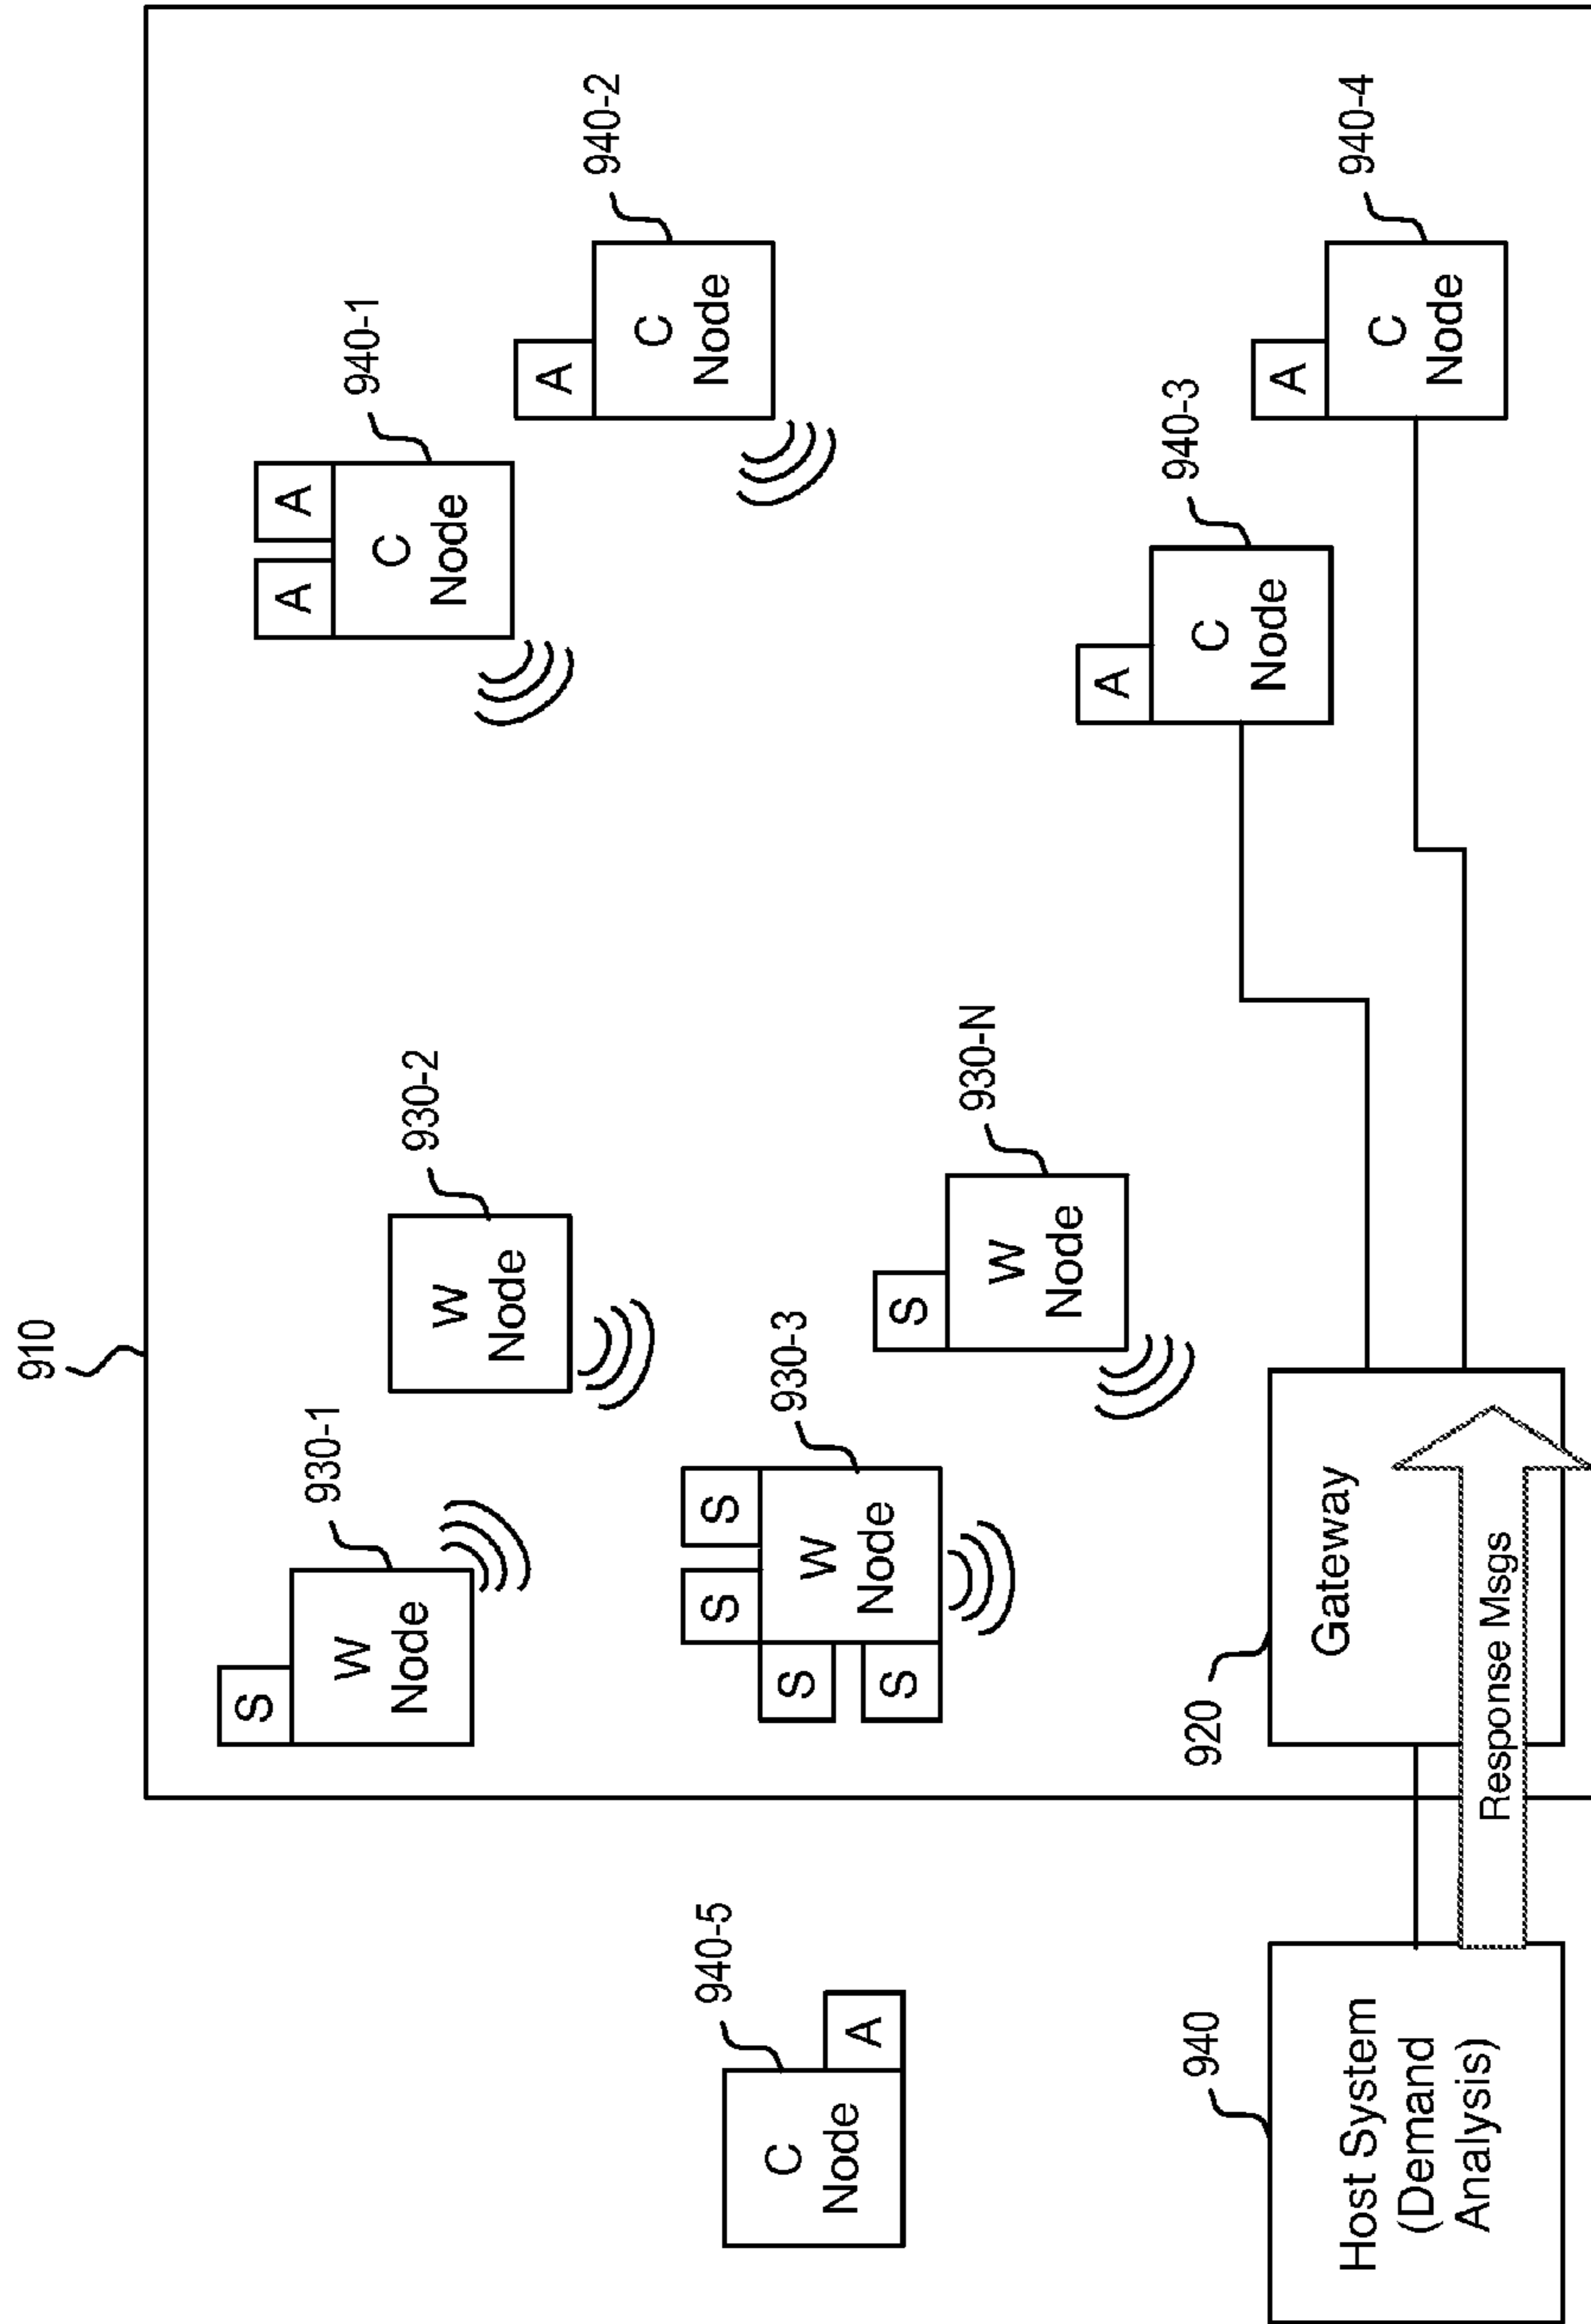 910
S
W
Node
930-1
W
Node
930-2
A
A
C
Node
940-1
A
C
Node
940-2
S
S
S
S
W
Node
930-3
S
W
Node
930-N
A
C
Node
940-3
A
C
Node
940-4
C
Node
A
940-5
940
Host System
(Demand
Analysis)
920
Gateway
Response Msgs